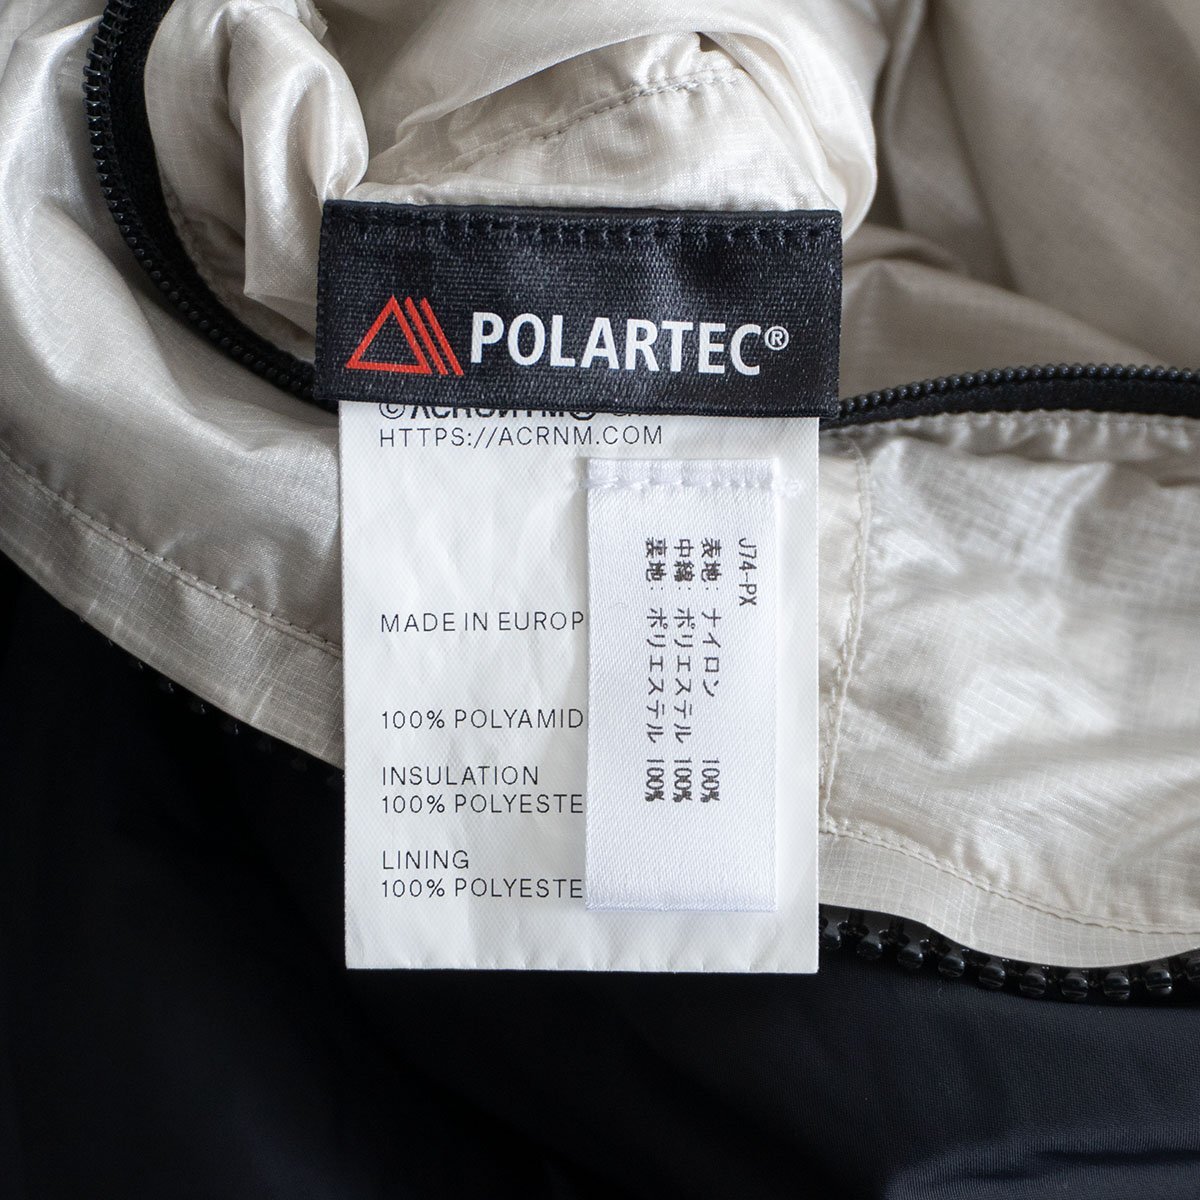 POLARTEC®
© ACRONYM®
HTTPS://ACRNM.COM
MADE IN EUROP
100% POLYAMID
INSULATION
100% POLYESTE
LINING
100% POLYESTE
J74-PX
表地: ナイロン 100%
中綿: ポリエステル 100%
裏地: ポリエステル 100%